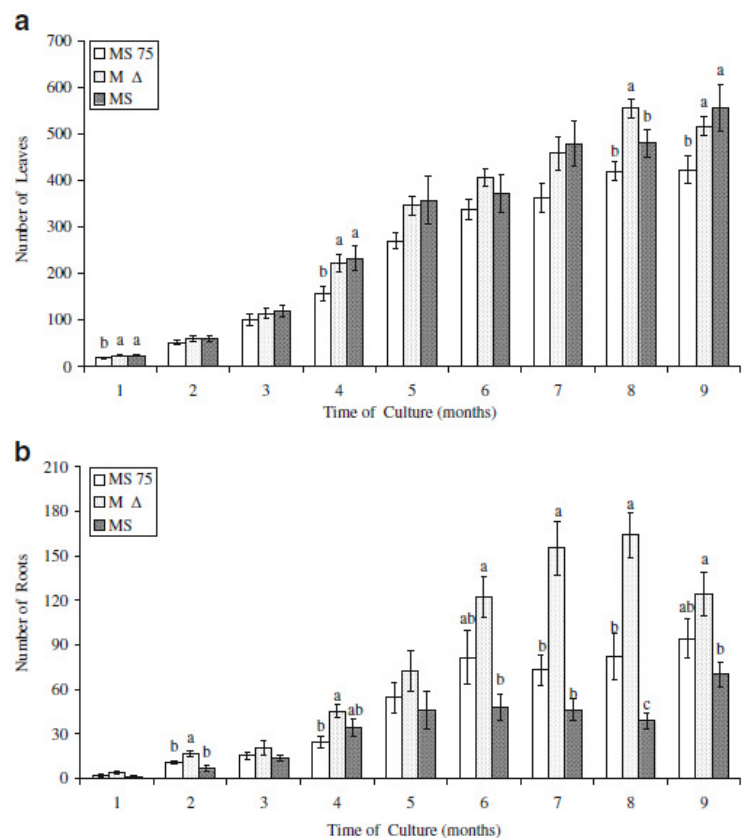 a
700
600
500
400
300
200
100
0
Number of Leaves
MS 75
M Δ
MS
b a a
b a a
b a b
b a a
1 2 3 4 5 6 7 8 9
Time of Culture (months)
b
210
180
150
120
90
60
30
0
Number of Roots
MS 75
M Δ
MS
b a b
b a ab
ab a b
b a b
b a c
ab a b
1 2 3 4 5 6 7 8 9
Time of Culture (months)